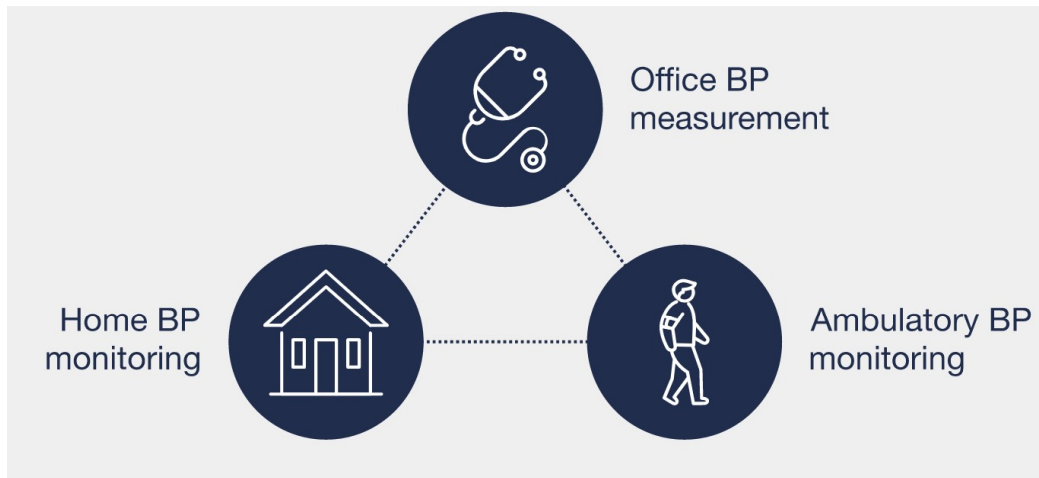 Office BP
measurement
Home BP
monitoring
Ambulatory BP
monitoring